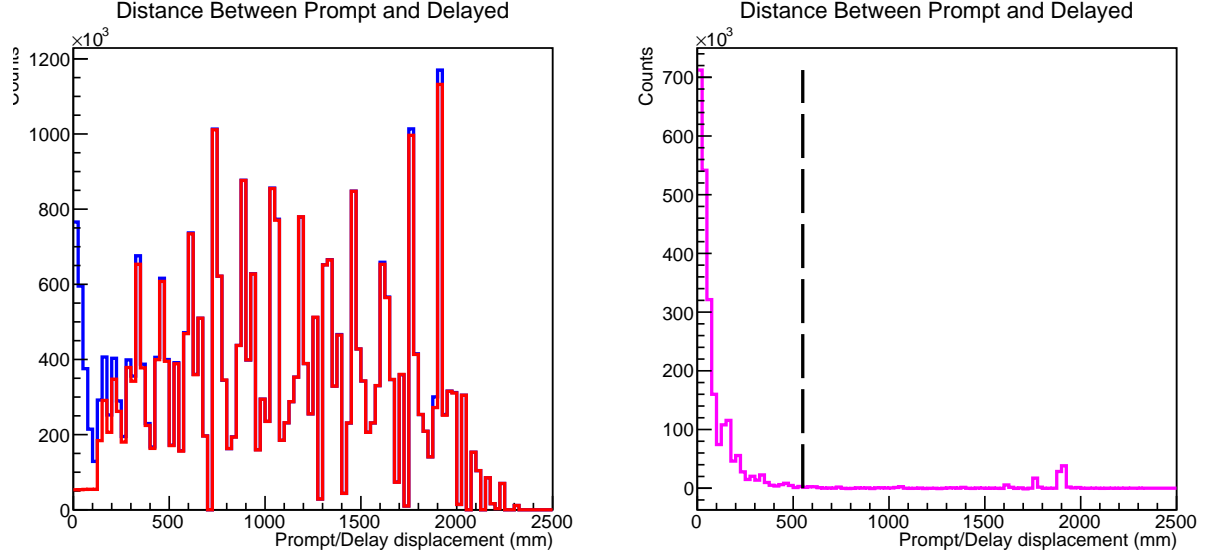 Distance Between Prompt and Delayed
×10³
Counts
1200
1000
800
600
400
200
0
0 500 1000 1500 2000 2500
Prompt/Delay displacement (mm)
Distance Between Prompt and Delayed
×10³
Counts
700
600
500
400
300
200
100
0
0 500 1000 1500 2000 2500
Prompt/Delay displacement (mm)